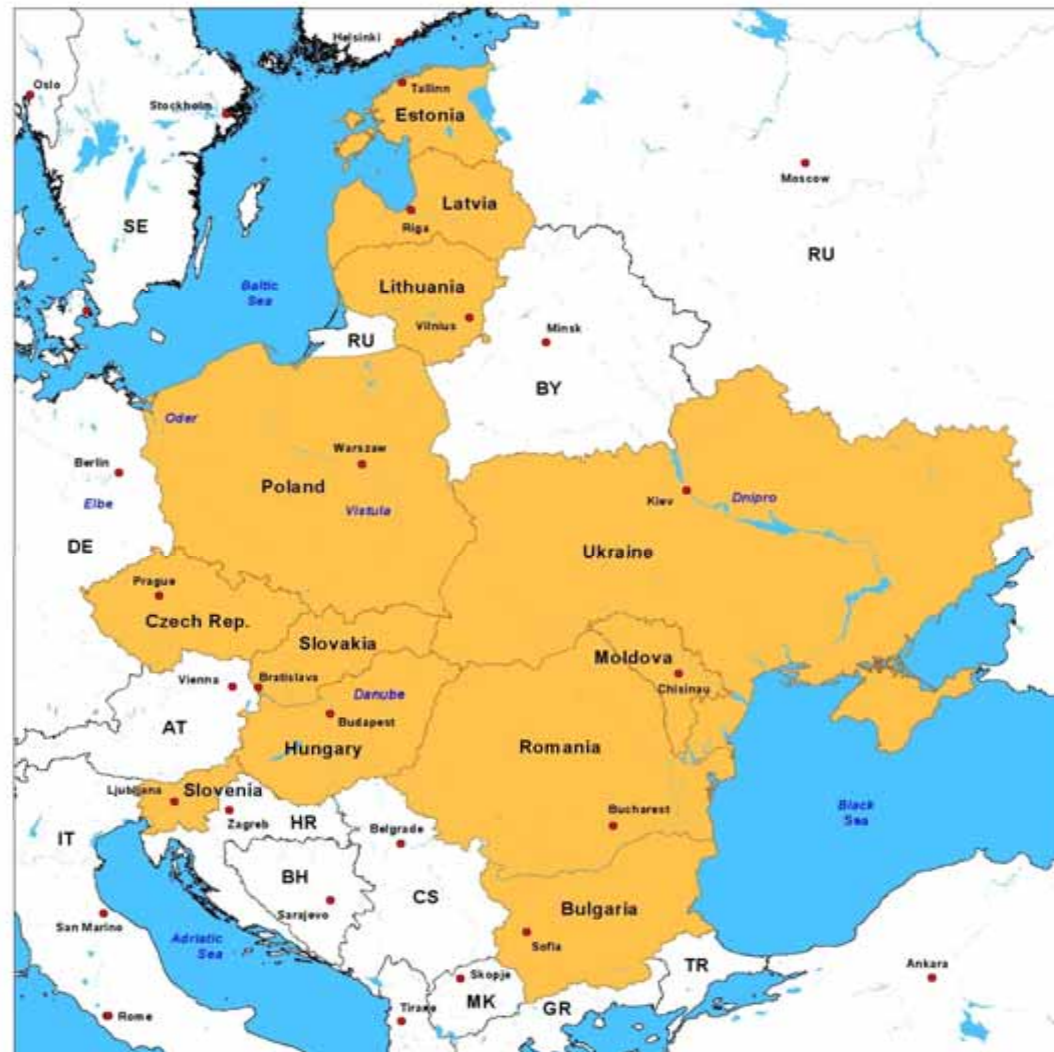 Helsinki
Oslo
Tallinn
Stockholm
Estonia
Moscow
Latvia
SE
Riga
RU
Baltic
Sea
Lithuania
Vilnius
Minsk
RU
BY
Oder
Warszaw
Berlin
Poland
Kiev
Dnipro
Elbe
Vistula
DE
Ukraine
Prague
Czech Rep.
Slovakia
Moldova
Vienna
Bratislava
Danube
Chisinau
AT
Budapest
Hungary
Romania
Ljubljana
Slovenia
Bucharest
Black
Sea
Zagreb
HR
Belgrade
IT
BH
CS
Sarajevo
Bulgaria
San Marino
Adriatic
Sea
Sofia
TR
Skopje
Ankara
MK
GR
Rome
Tirane